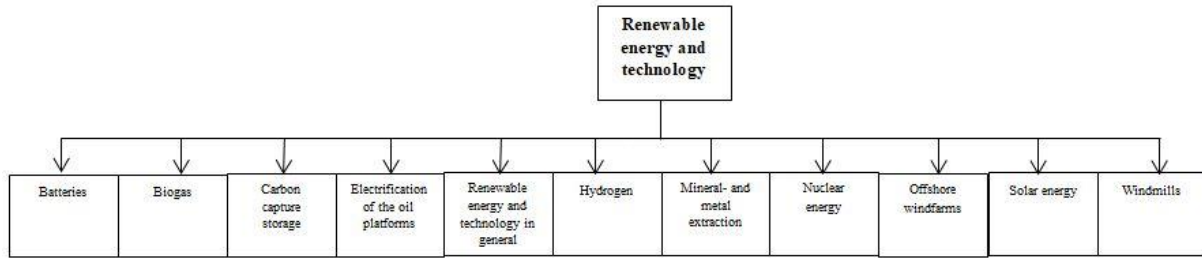 Renewable
energy and
technology
Batteries
Biogas
Carbon
capture
storage
Electrification
of the oil
platforms
Renewable
energy and
technology in
general
Hydrogen
Mineral- and
metal
extraction
Nuclear
energy
Offshore
windfarms
Solar energy
Windmills